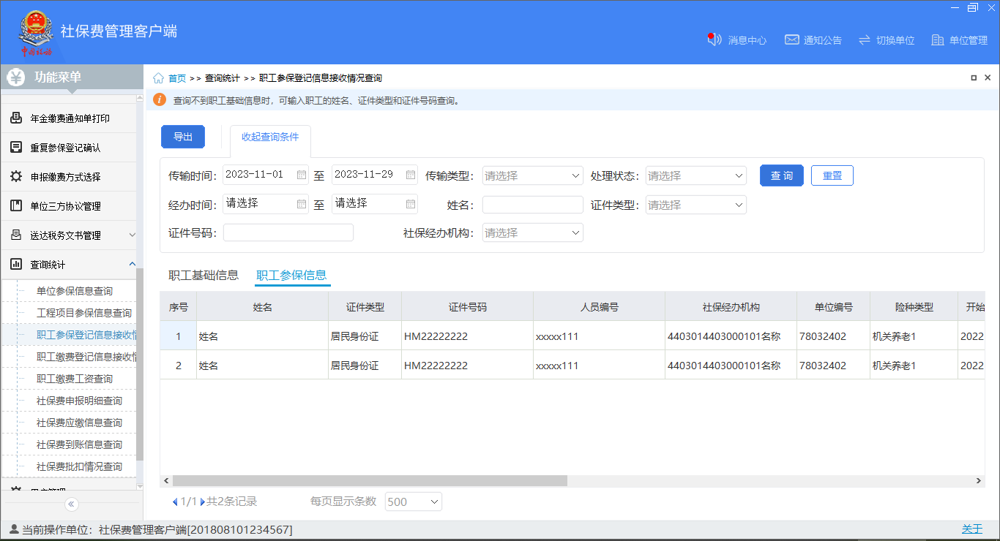 社保费管理客户端
消息中心 通知公告 切换单位 单位管理
功能菜单
首页 >> 查询统计 >> 职工参保登记信息接收情况查询
查询不到职工基础信息时，可输入职工的姓名、证件类型和证件号码查询。
年金缴费通知单打印
重复参保登记确认
申报缴费方式选择
单位三方协议管理
送达税务文书管理
查询统计
单位参保信息查询
工程项目参保信息查询
职工参保登记信息接收情
职工缴费登记信息接收情
职工缴费工资查询
社保费申报明细查询
社保费应缴信息查询
社保费到账信息查询
社保费批扣情况查询
导出 收起查询条件
传输时间： 2023-11-01 至 2023-11-29 传输类型： 请选择 处理状态： 请选择 查询 重置
经办时间： 请选择 至 请选择 姓名： 证件类型： 请选择
证件号码： 社保经办机构： 请选择
职工基础信息 职工参保信息
序号 姓名 证件类型 证件号码 人员编号 社保经办机构 单位编号 险种类型 开始
1 姓名 居民身份证 HM22222222 xxxxx111 4403014403000101名称 78032402 机关养老1 2022
2 姓名 居民身份证 HM22222222 xxxxx111 4403014403000101名称 78032402 机关养老1 2022
1/1 共2条记录 每页显示条数 500
当前操作单位： 社保费管理客户端[201808101234567] 关于